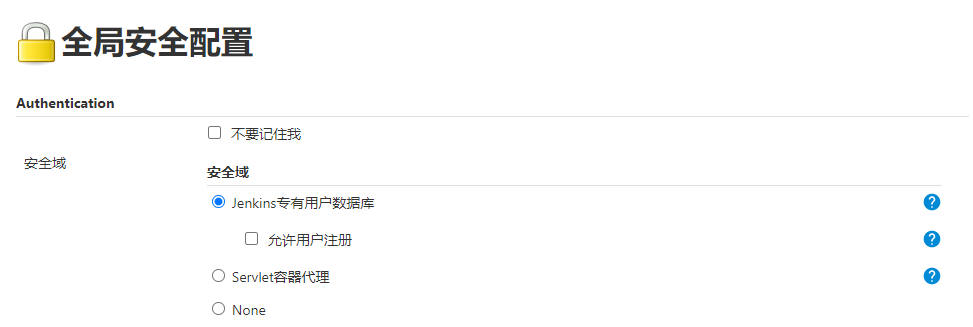 全局安全配置
Authentication
不要记住我
安全域
安全域
Jenkins专有用户数据库
允许用户注册
Servlet容器代理
None